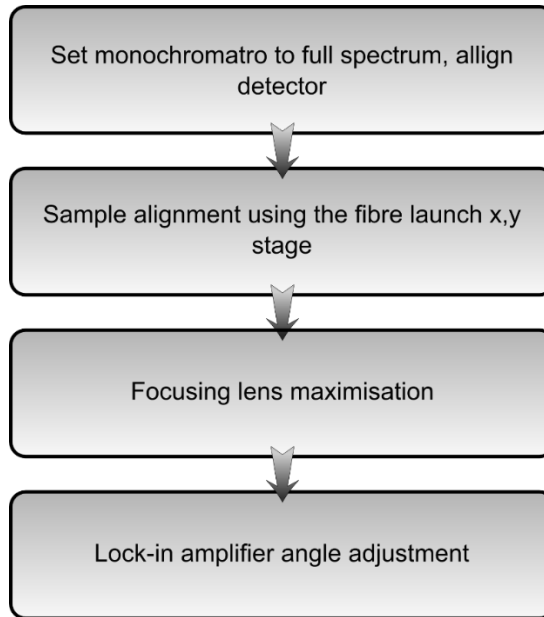 Set monochromatro to full spectrum, allign
detector
Sample alignment using the fibre launch x,y
stage
Focusing lens maximisation
Lock-in amplifier angle adjustment